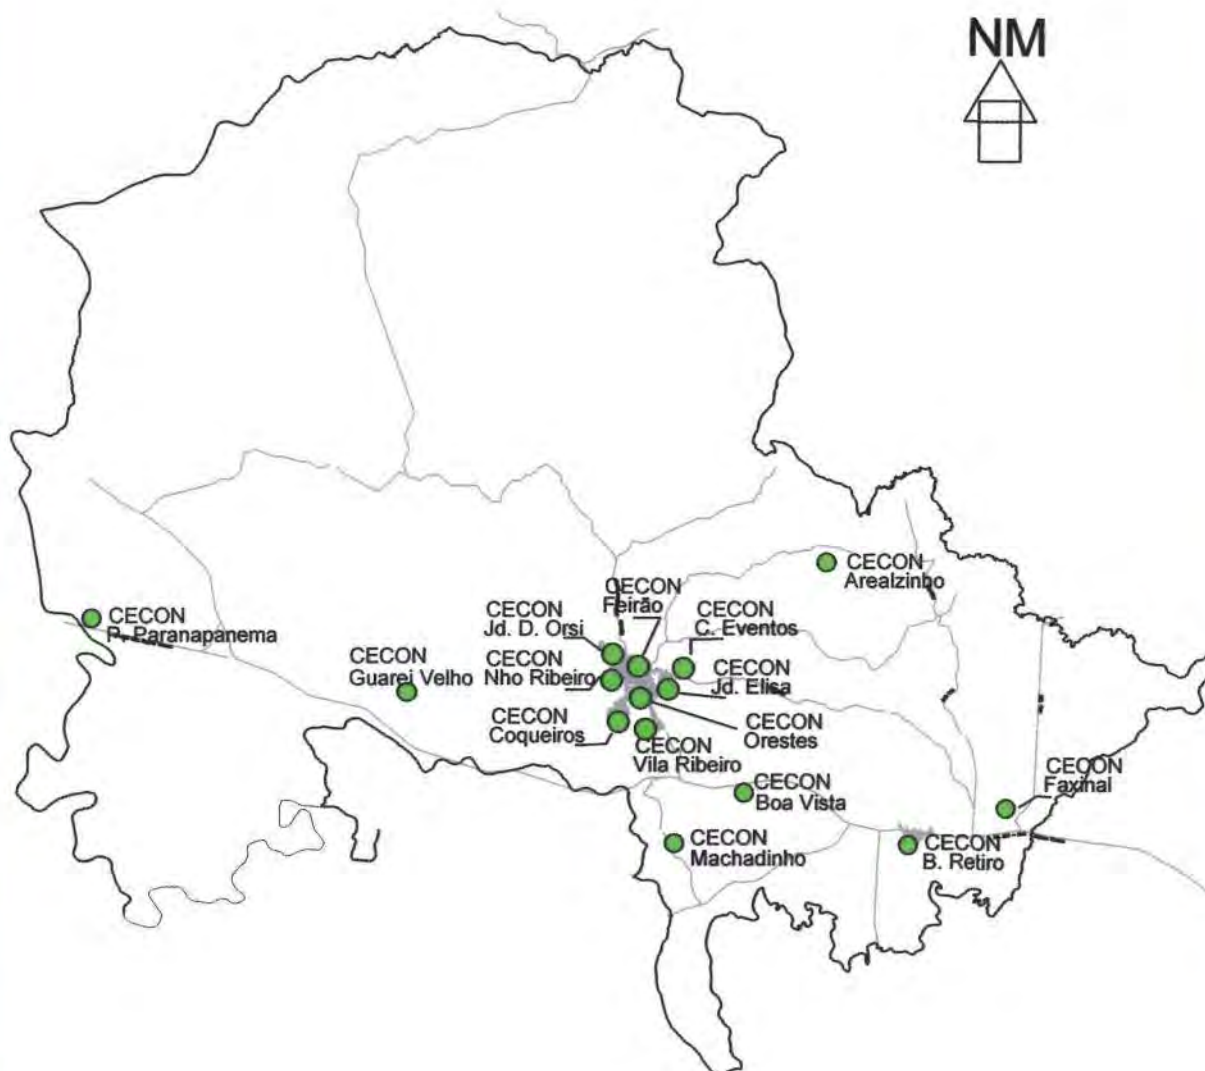 NM
CECON
Arealzinho
CECON
Feirão
CECON
Jd. D. Orsi
CECON
C. Eventos
CECON
P. Paranapanema
CECON
Guarei Velho
CECON
Nho Ribeiro
CECON
Jd. Elisa
CECON
Coqueiros
CECON
Orestes
CECON
Vila Ribeiro
CECON
Boa Vista
CECON
Faxinal
CECON
Machadinho
CECON
B. Retiro